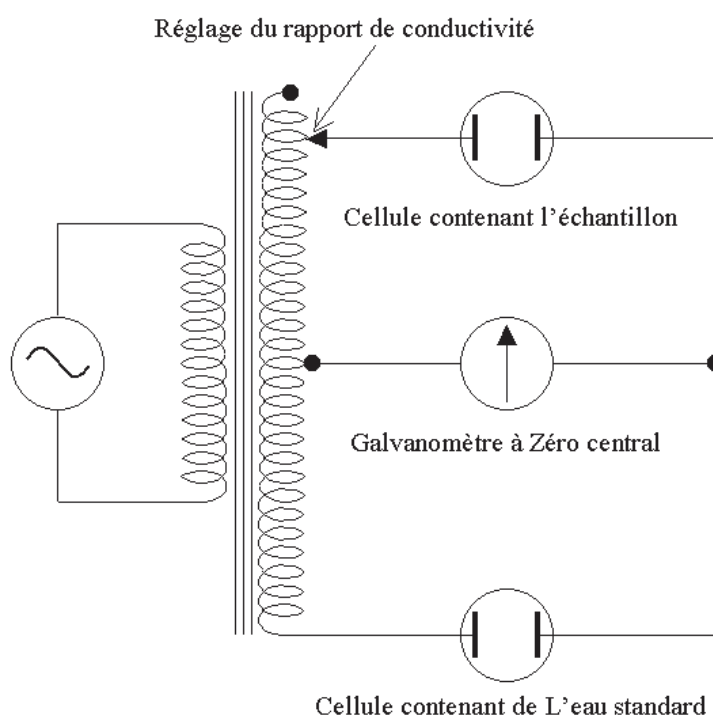 Réglage du rapport de conductivité
Cellule contenant l’échantillon
Galvanomètre à Zéro central
Cellule contenant de L’eau standard